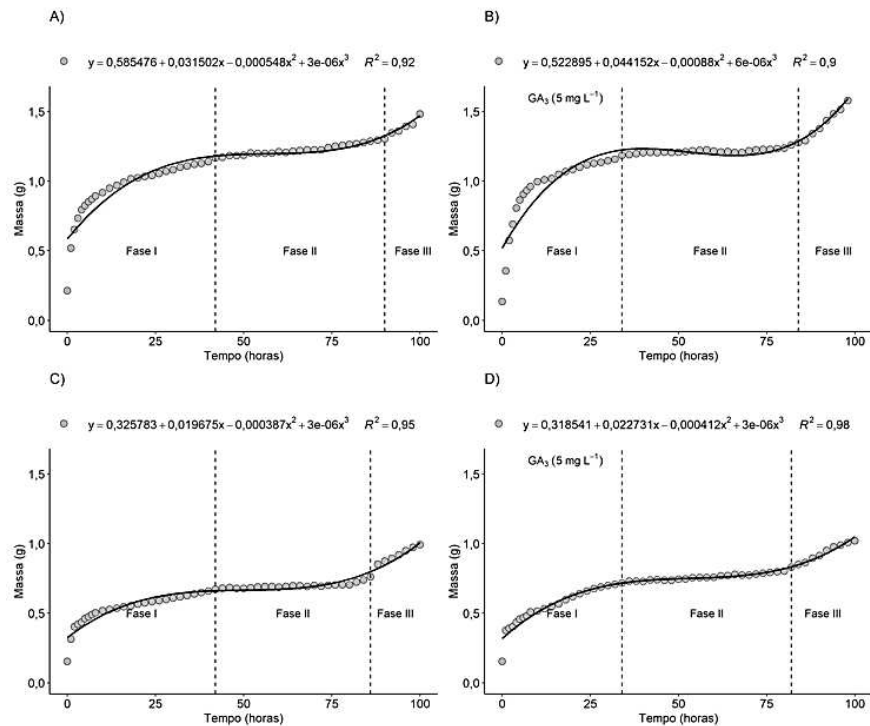 A)
y = 0,585476 + 0,031502x − 0,000548x² + 3e-06x³ R² = 0,92
1,5
1,0
0,5
0,0
Massa (g)
Fase I
Fase II
Fase III
0
25
50
75
100
Tempo (horas)
B)
y = 0,522895 + 0,044152x − 0,00088x² + 6e-06x³ R² = 0,9
GA₃ (5 mg L⁻¹)
1,5
1,0
0,5
0,0
Massa (g)
Fase I
Fase II
Fase III
0
25
50
75
100
Tempo (horas)
C)
y = 0,325783 + 0,019675x − 0,000387x² + 3e-06x³ R² = 0,95
1,5
1,0
0,5
0,0
Massa (g)
Fase I
Fase II
Fase III
0
25
50
75
100
Tempo (horas)
D)
y = 0,318541 + 0,022731x − 0,000412x² + 3e-06x³ R² = 0,98
GA₃ (5 mg L⁻¹)
1,5
1,0
0,5
0,0
Massa (g)
Fase I
Fase II
Fase III
0
25
50
75
100
Tempo (horas)